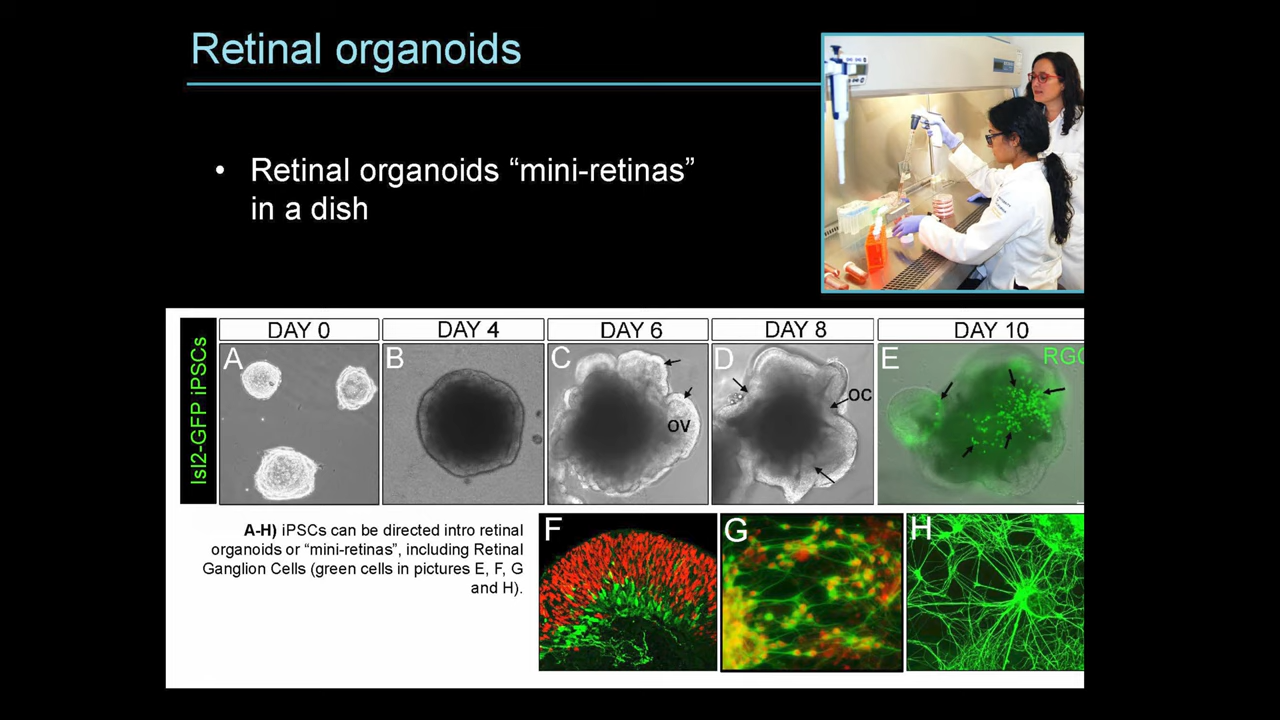 Retinal organoids
• Retinal organoids “mini-retinas”
in a dish
DAY 0
DAY 4
DAY 6
DAY 8
DAY 10
Isl2-GFP iPSCs
A
B
C
ov
D
oc
E
RGC
A-H) iPSCs can be directed intro retinal
organoids or “mini-retinas”, including Retinal
Ganglion Cells (green cells in pictures E, F, G
and H).
F
G
H